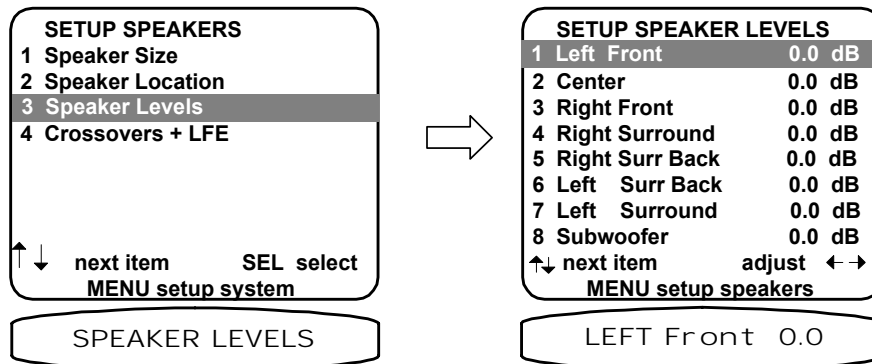 SETUP SPEAKERS
1 Speaker Size
2 Speaker Location
3 Speaker Levels
4 Crossovers + LFE
↑ ↓ next item SEL select
MENU setup system
SPEAKER LEVELS
SETUP SPEAKER LEVELS
1 Left Front 0.0 dB
2 Center 0.0 dB
3 Right Front 0.0 dB
4 Right Surround 0.0 dB
5 Right Surr Back 0.0 dB
6 Left Surr Back 0.0 dB
7 Left Surround 0.0 dB
8 Subwoofer 0.0 dB
↑↓ next item adjust ←→
MENU setup speakers
LEFT Front 0.0